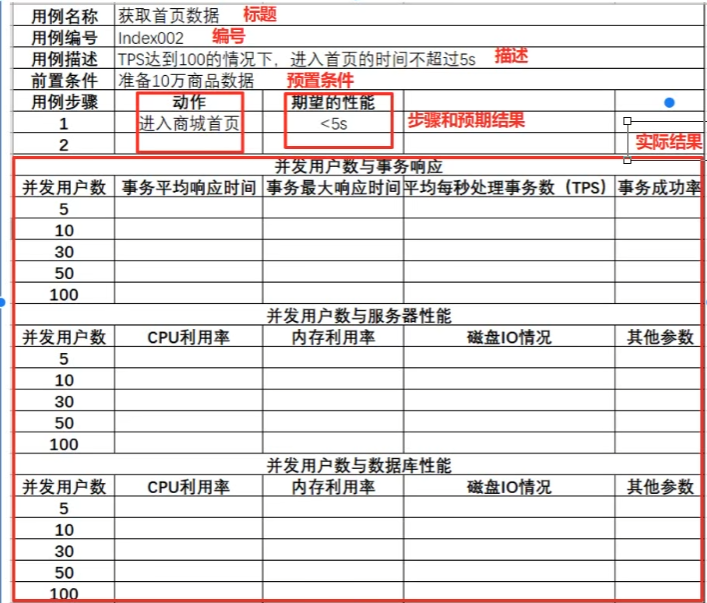 用例名称 获取首页数据 标题
用例编号 Index002 编号
用例描述 TPS达到100的情况下，进入首页的时间不超过5s 描述
前置条件 准备10万商品数据 预置条件
用例步骤 动作 期望的性能
1 进入商城首页 <5s 步骤和预期结果
2 实际结果
并发用户数与事务响应
并发用户数 事务平均响应时间 事务最大响应时间 平均每秒处理事务数（TPS） 事务成功率
5
10
30
50
100
并发用户数与服务器性能
并发用户数 CPU利用率 内存利用率 磁盘IO情况 其他参数
5
10
30
50
100
并发用户数与数据库性能
并发用户数 CPU利用率 内存利用率 磁盘IO情况 其他参数
5
10
30
50
100